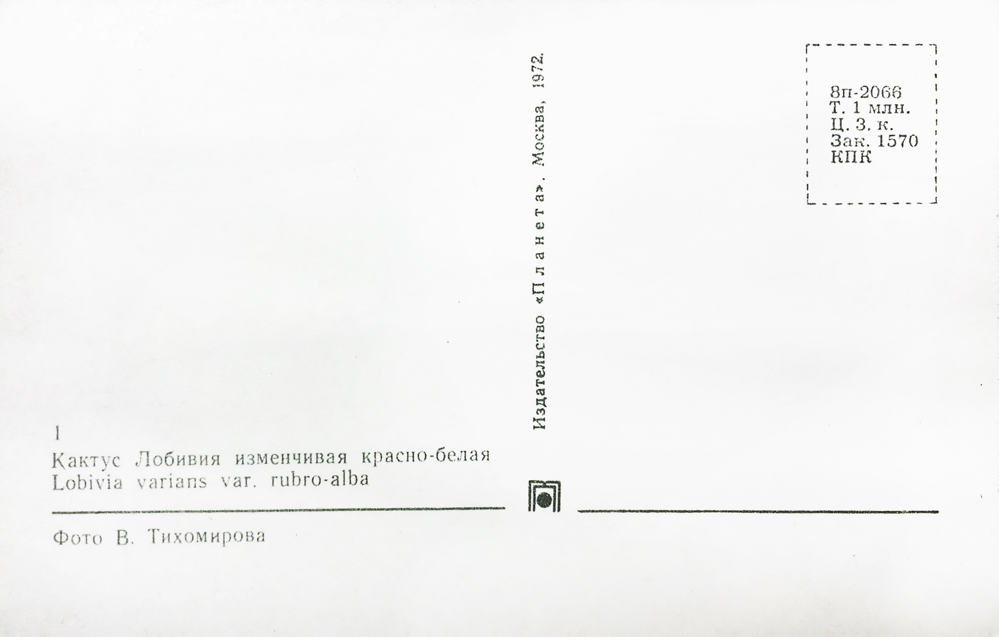 1
Кактус Лобивия изменчивая красно-белая
Lobivia varians var. rubro-alba
Фото В. Тихомирова
Издательство «Планета». Москва, 1972.
8п-2066
Т. 1 млн.
Ц. 3. к.
Зак. 1570
КПК